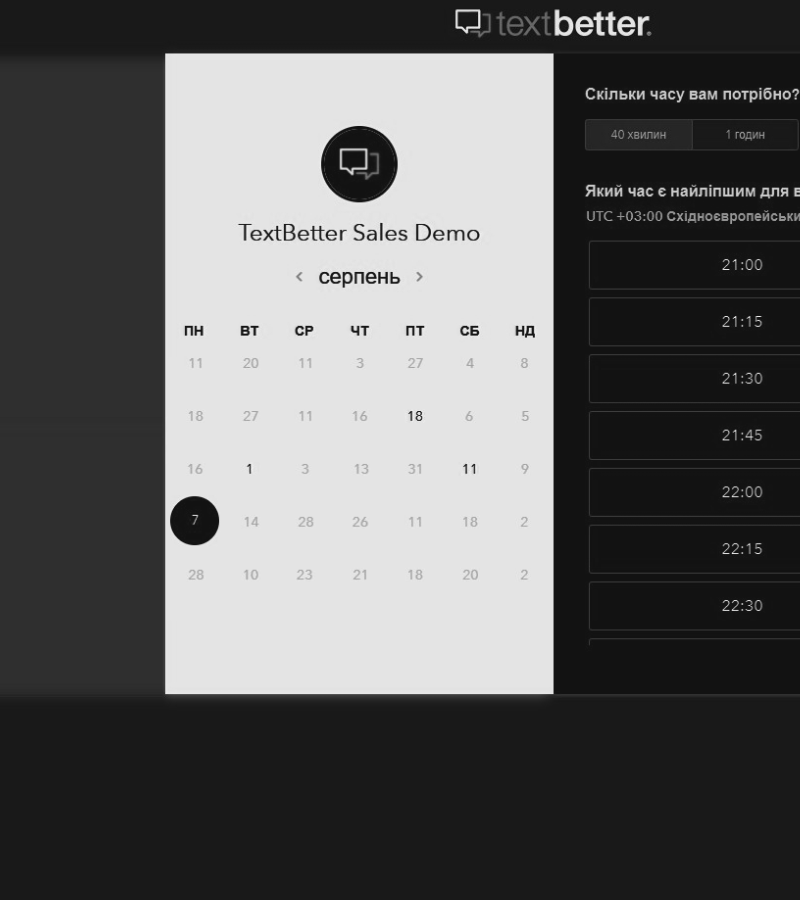 textbetter.
TextBetter Sales Demo
серпень
ПН ВТ СР ЧТ ПТ СБ НД
11 20 11 3 27 4 8
18 27 11 16 18 6 5
16 1 3 13 31 11 9
7 14 28 26 11 18 2
28 10 23 21 18 20 2
Скільки часу вам потрібно?
40 хвилин 1 годин
Який час є найліпшим для
UTC +03:00
21:00
21:15
21:30
21:45
22:00
22:15
22:30